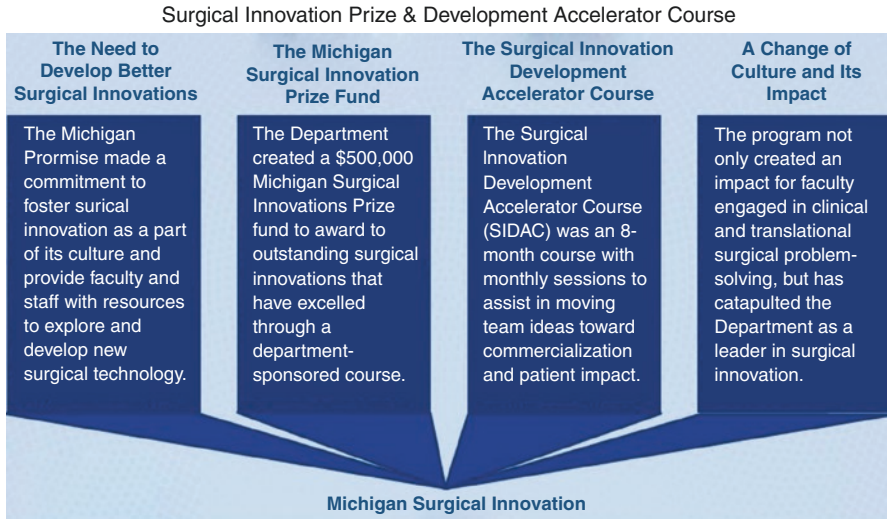 Surgical Innovation Prize & Development Accelerator Course
The Need to
Develop Better
Surgical Innovations
The Michigan
Prormise made a
commitment to
foster surical
innovation as a part
of its culture and
provide faculty and
staff with resources
to explore and
develop new
surgical technology.
The Michigan
Surgical Innovation
Prize Fund
The Department
created a $500,000
Michigan Surgical
Innovations Prize
fund to award to
outstanding surgical
innovations that
have excelled
through a
department-
sponsored course.
The Surgical Innovation
Development
Accelerator Course
The Surgical
Innovation
Development
Accelerator Course
(SIDAC) was an 8-
month course with
monthly sessions to
assist in moving
team ideas toward
commercialization
and patient impact.
A Change of
Culture and Its
Impact
The program not
only created an
impact for faculty
engaged in clinical
and translational
surgical problem-
solving, but has
catapulted the
Department as a
leader in surgical
innovation.
Michigan Surgical Innovation